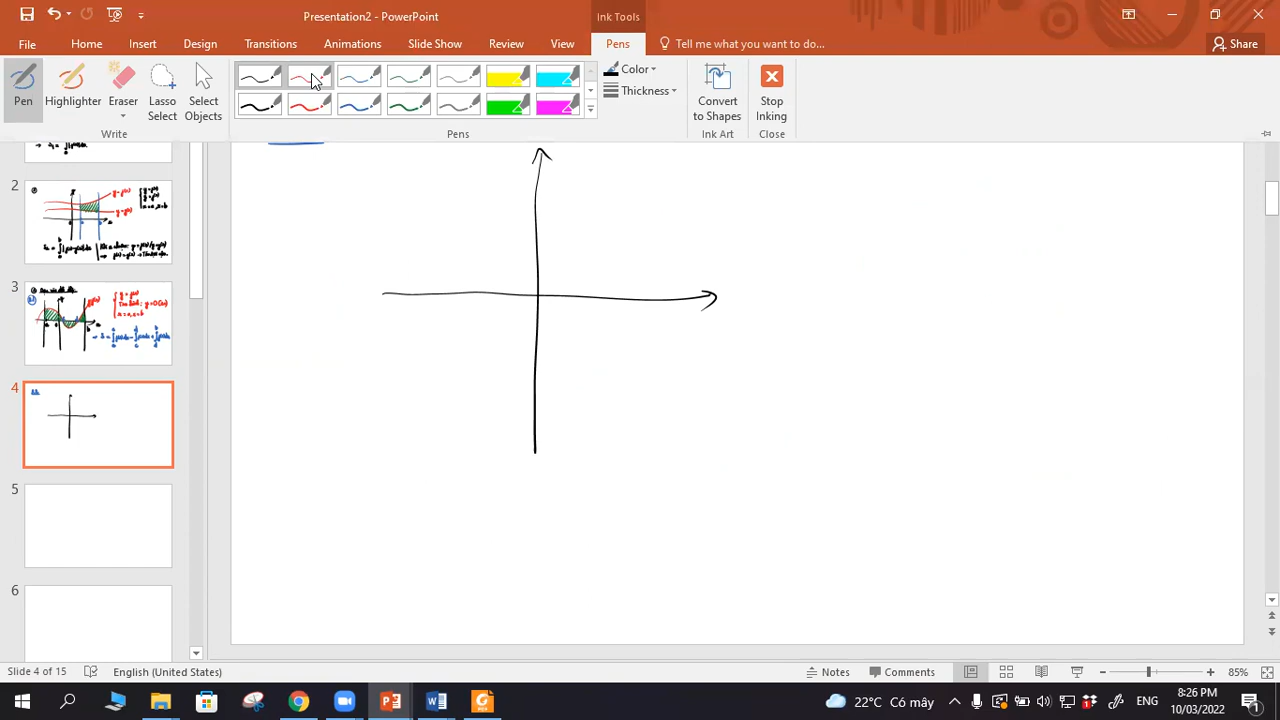 Presentation2 - PowerPoint
Ink Tools
File
Home
Insert
Design
Transitions
Animations
Slide Show
Review
View
Pens
Tell me what you want to do...
Share
Pen
Highlighter
Eraser
Lasso Select
Select Objects
Color
Thickness
Convert to Shapes
Stop Inking
Write
Pens
Ink Art
Close
2
3
4
5
6
Slide 4 of 15
English (United States)
Notes
Comments
85%
22°C Có mây
ENG
8:26 PM
10/03/2022